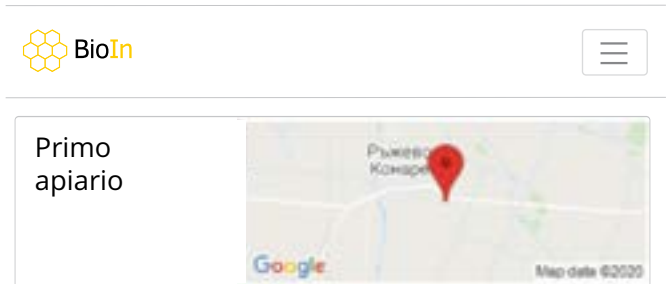 BioIn
Primo
apiario
Ръжево
Конаре
Google
Map data ©2020